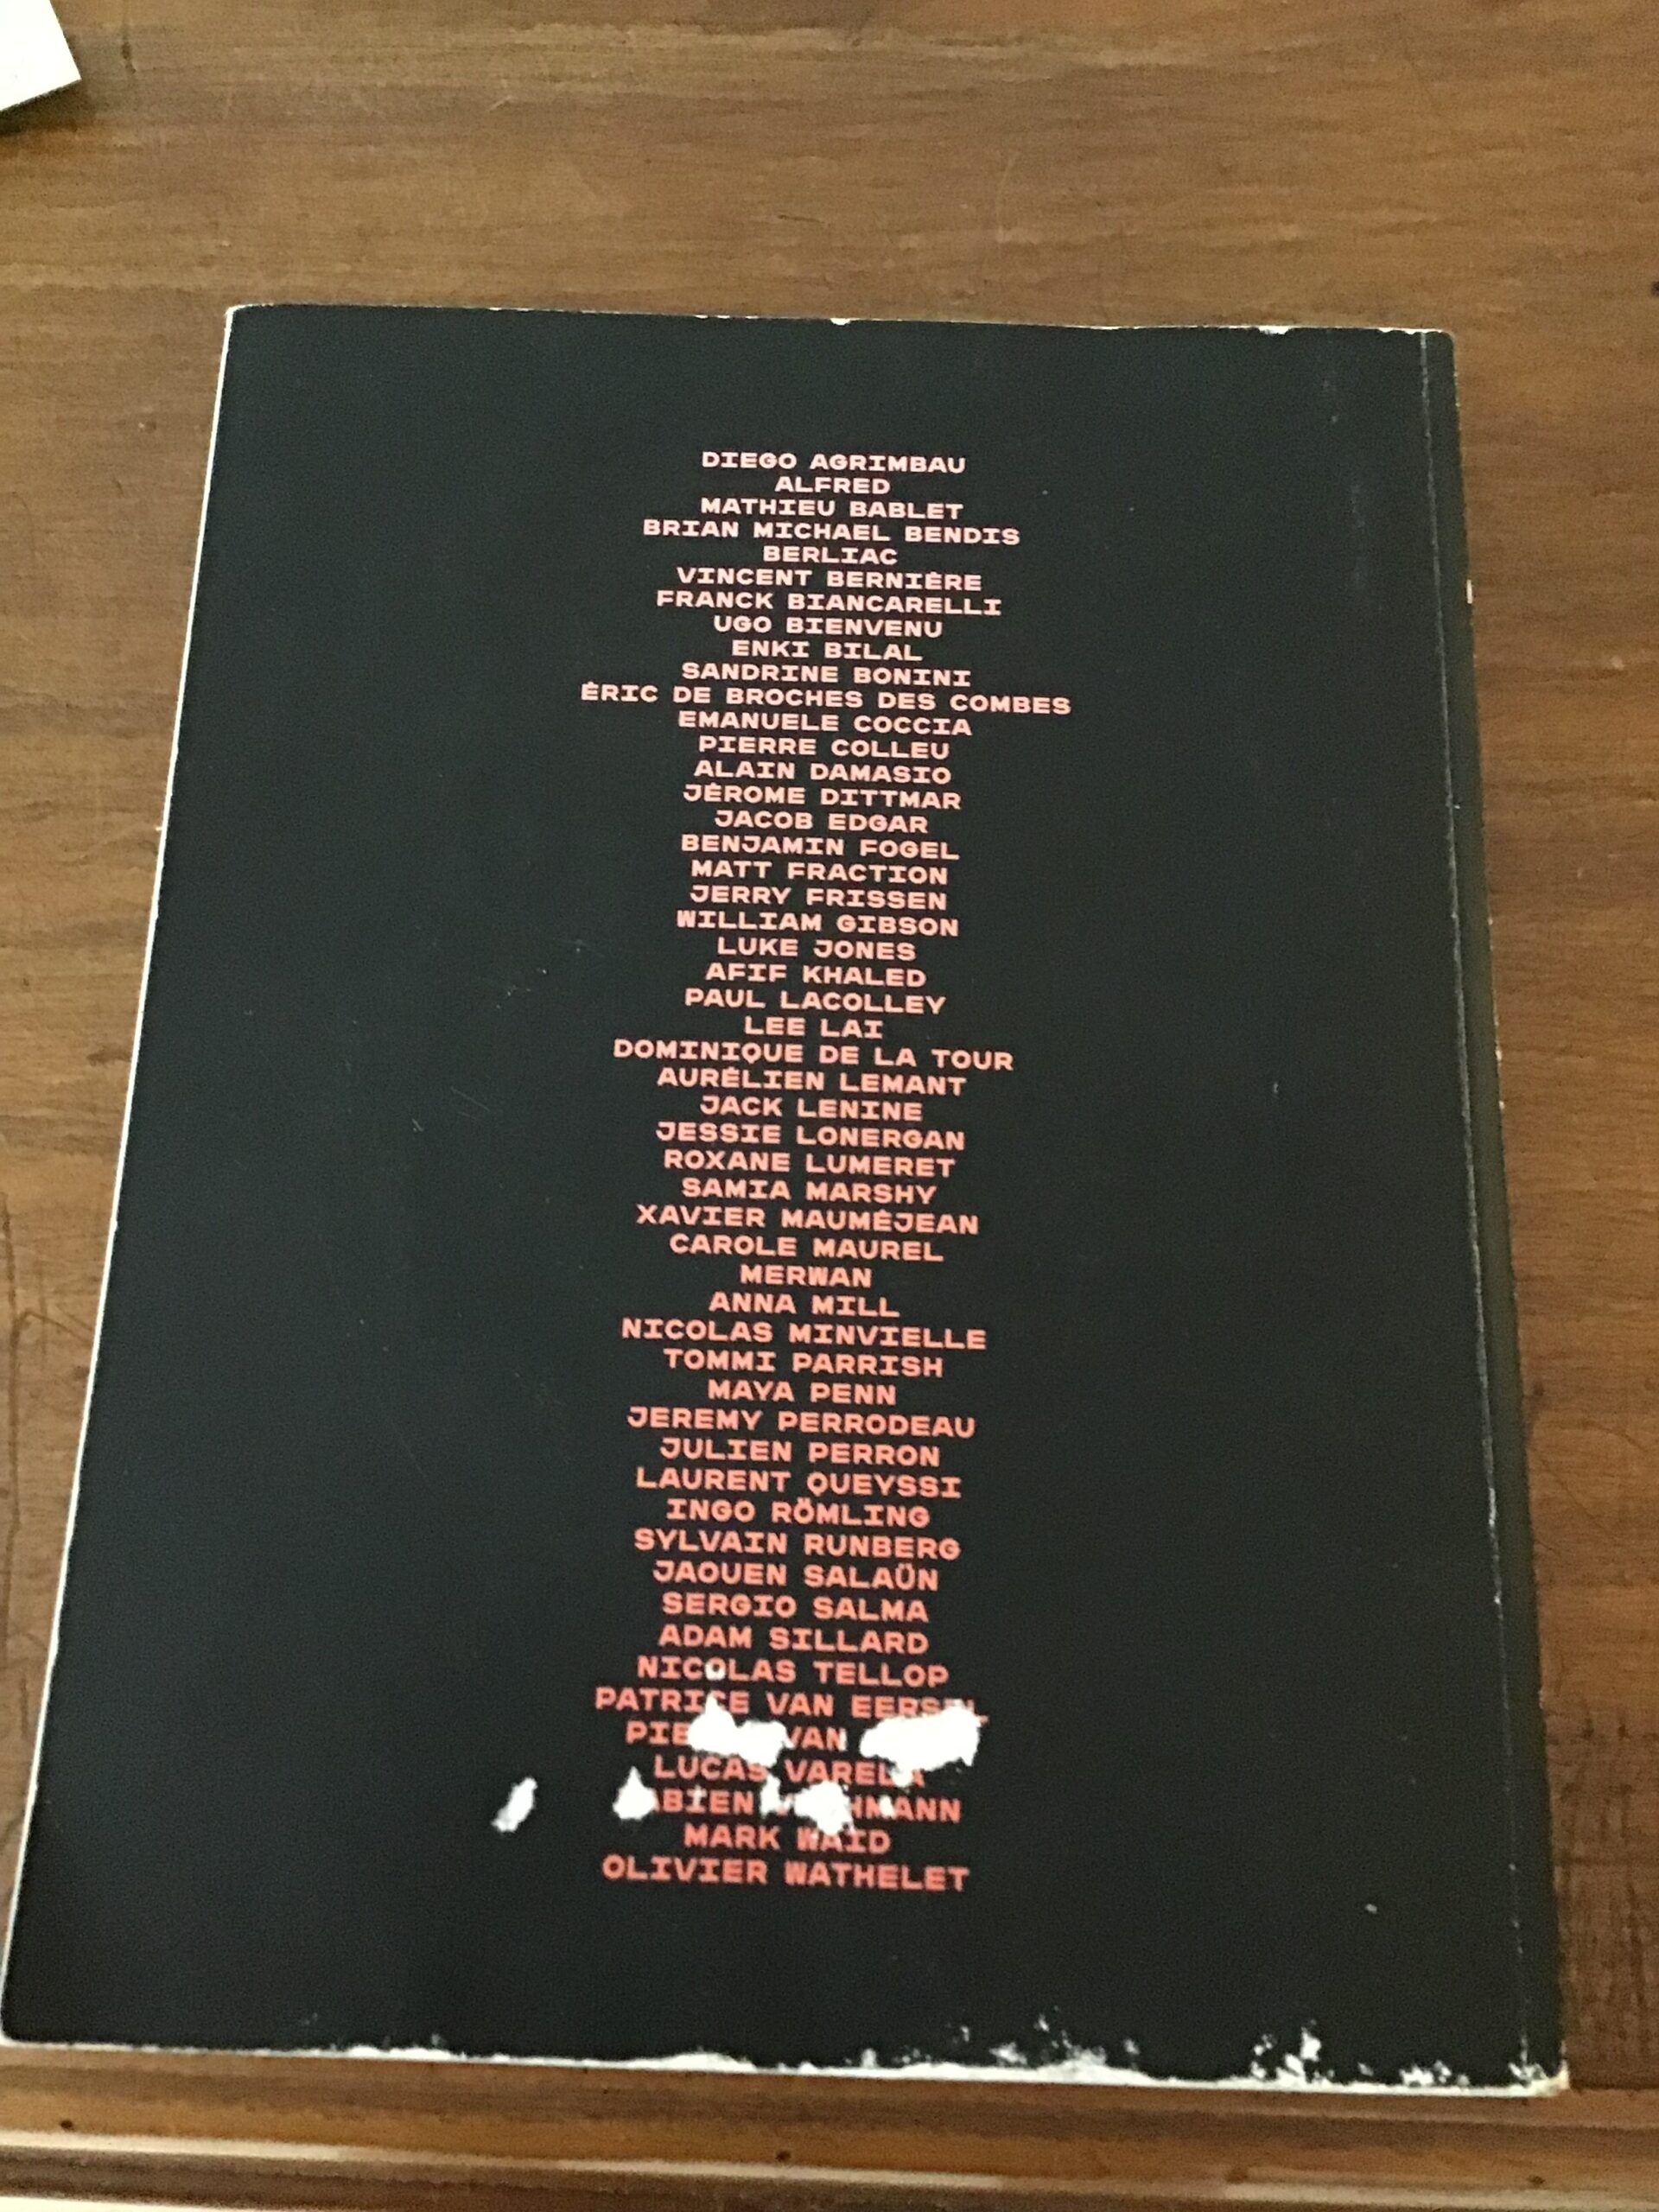 DIEGO AGRIMBAU
ALFRED
MATHIEU BABLET
BRIAN MICHAEL BENDIS
BERLIAC
VINCENT BERNIÈRE
FRANCK BIANCARELLI
UGO BIENVENU
ENKI BILAL
SANDRINE BONINI
ÉRIC DE BROCHES DES COMBES
EMANUELE COCCIA
PIERRE COLLEU
ALAIN DAMASIO
JÉROME DITTMAR
JACOB EDGAR
BENJAMIN FOGEL
MATT FRACTION
JERRY FRISSEN
WILLIAM GIBSON
LUKE JONES
AFIF KHALED
PAUL LACOLLEY
LEE LAI
DOMINIQUE DE LA TOUR
AURÉLIEN LEMANT
JACK LENINE
JESSIE LONERGAN
ROXANE LUMERET
SAMIA MARSHY
XAVIER MAUMÉJEAN
CAROLE MAUREL
MERWAN
ANNA MILL
NICOLAS MINVIELLE
TOMMI PARRISH
MAYA PENN
JEREMY PERRODEAU
JULIEN PERRON
LAURENT QUEYSSI
INGO RÖMLING
SYLVAIN RUNBERG
JAOUEN SALAÜN
SERGIO SALMA
ADAM SILLARD
NICOLAS TELLOP
PATRICE VAN EERSEL
VAN
LUCAS VARELA
MARK WAID
OLIVIER WATHELET